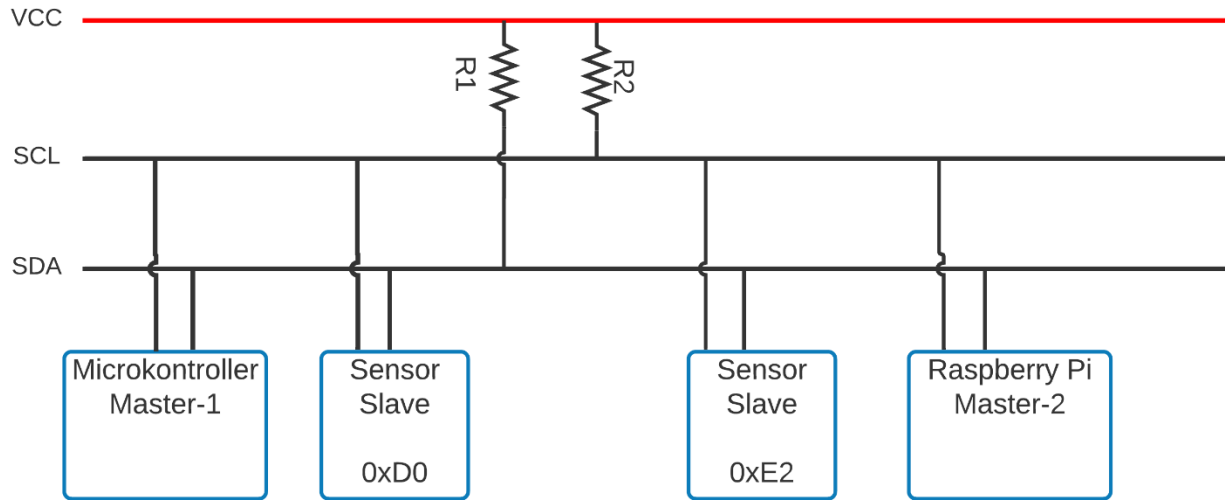 VCC
R1
R2
SCL
SDA
Microkontroller
Master-1
Sensor
Slave
0xD0
Sensor
Slave
0xE2
Raspberry Pi
Master-2